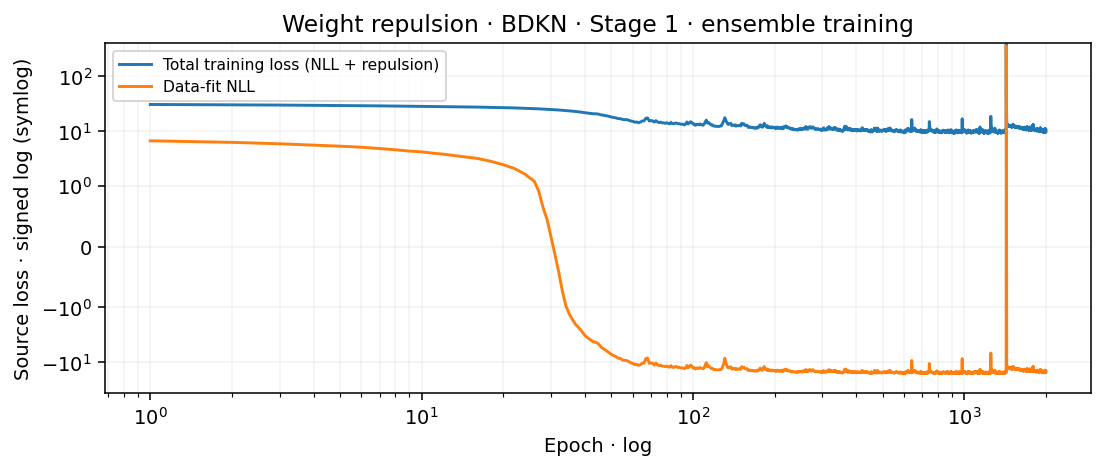 Weight repulsion · BDKN · Stage 1 · ensemble training
Total training loss (NLL + repulsion)
Data-fit NLL
Source loss · signed log (symlog)
10²
10¹
10⁰
0
−10⁰
−10¹
10⁰ 10¹ 10² 10³
Epoch · log